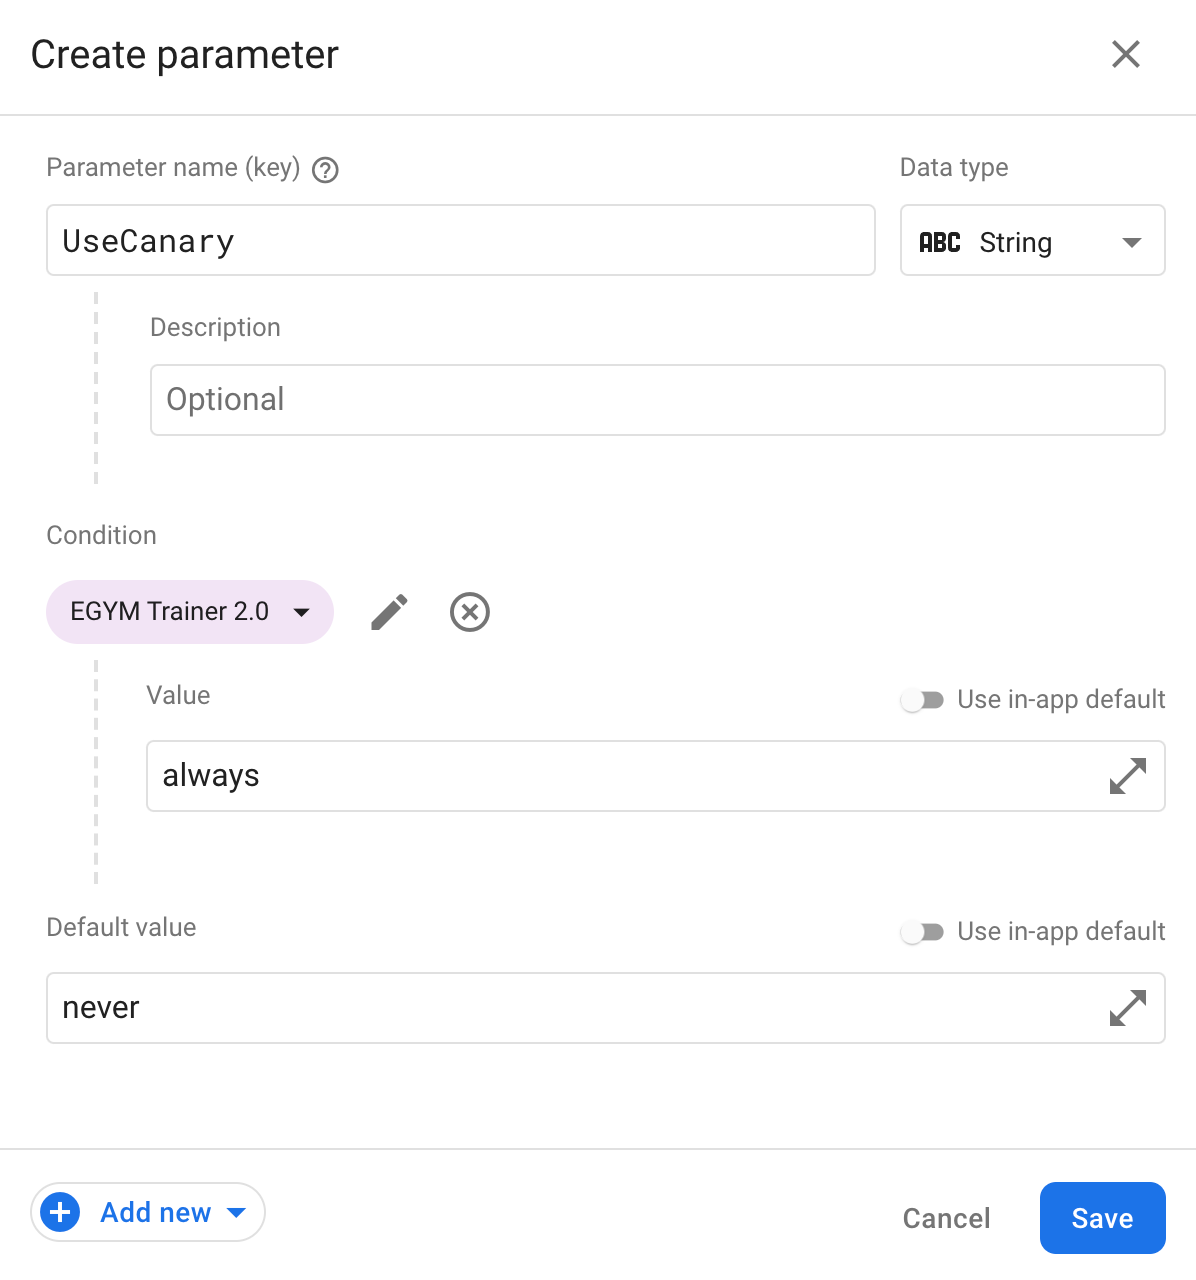 Create parameter
Parameter name (key)
Data type
UseCanary
ABC String
Description
Optional
Condition
EGYM Trainer 2.0
Value
Use in-app default
always
Default value
Use in-app default
never
Add new
Cancel
Save